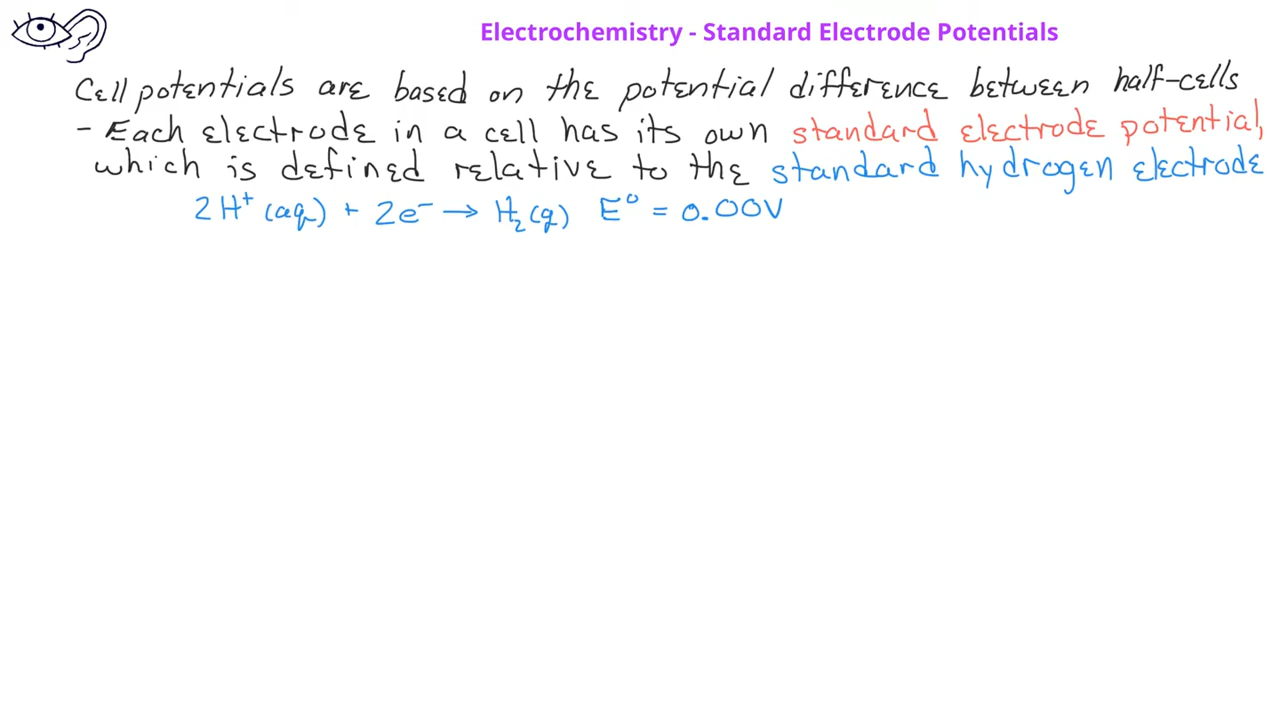 Electrochemistry - Standard Electrode Potentials
Cell potentials are based on the potential difference between half-cells
- Each electrode in a cell has its own standard electrode potential,
which is defined relative to the standard hydrogen electrode
2H⁺(aq) + 2e⁻ → H₂(g) E⁰ = 0.00V